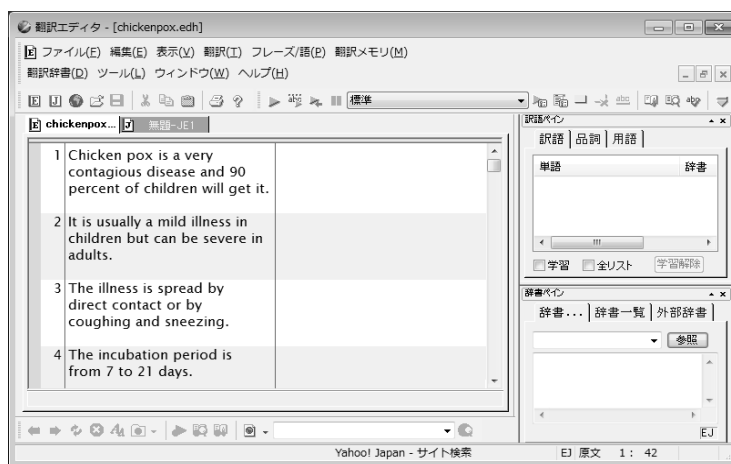 翻訳エディタ - [chickenpox.edh]
ファイル(F) 編集(E) 表示(V) 翻訳(T) フレーズ/語(P) 翻訳メモリ(M)
翻訳辞書(D) ツール(L) ウィンドウ(W) ヘルプ(H)
標準
chickenpox... 無題-JE1
1 Chicken pox is a very
contagious disease and 90
percent of children will get it.
2 It is usually a mild illness in
children but can be severe in
adults.
3 The illness is spread by
direct contact or by
coughing and sneezing.
4 The incubation period is
from 7 to 21 days.
訳語ペイン
訳語 品詞 用語
単語 辞書
学習 全リスト 学習解除
辞書ペイン
辞書... 辞書一覧 外部辞書
参照
EJ
Yahoo! Japan - サイト検索 EJ 原文 1: 42